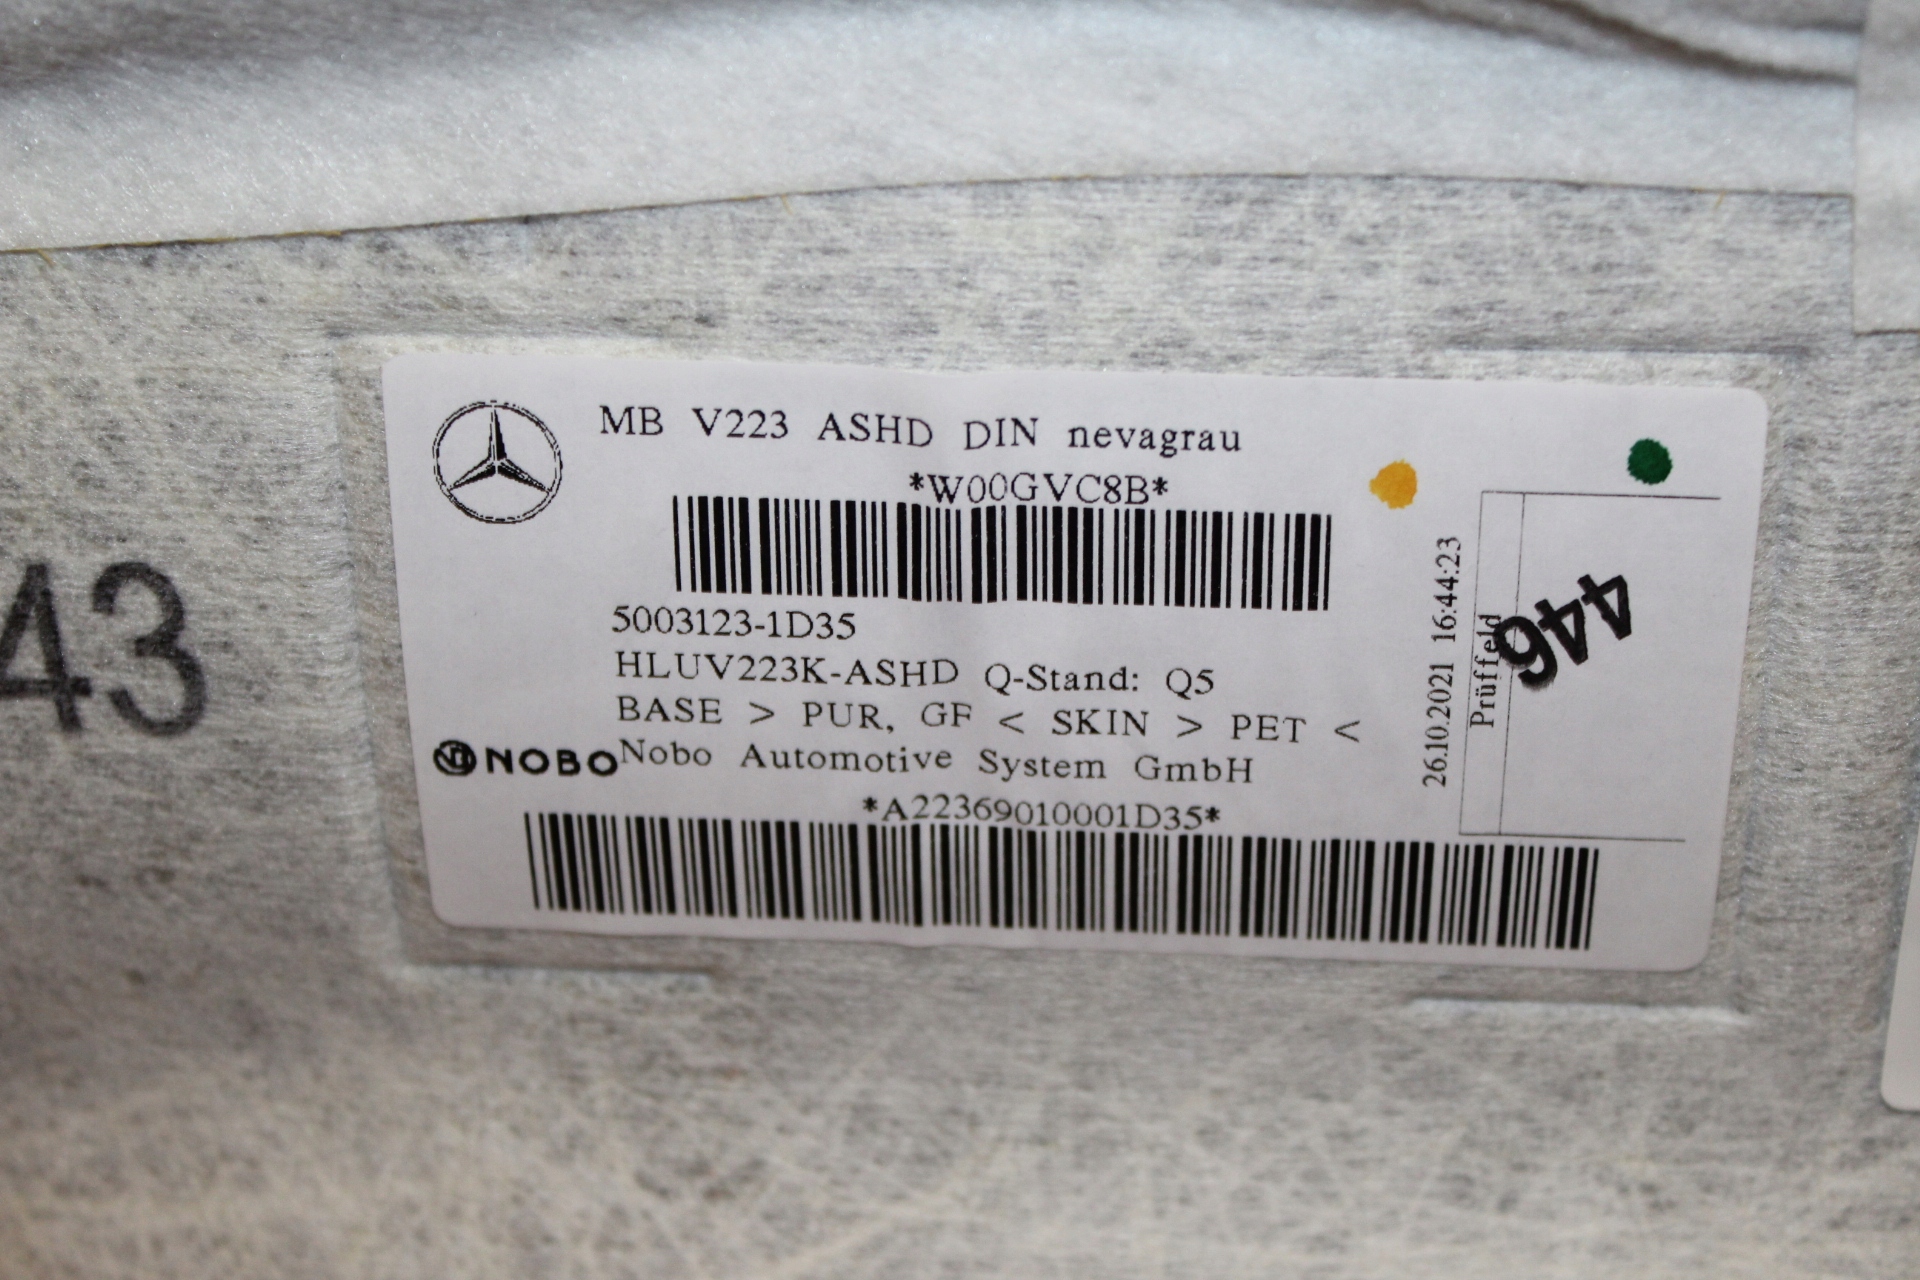 MB V223 ASHD DIN nevagrau
*W00GVC8B*
5003123-1D35
HLUV223K-ASHD Q-Stand: Q5
BASE > PUR, GF < SKIN > PET <
NOBO Nobo Automotive System GmbH
*A22369010001D35*
26.10.2021 16:44:23
Prüffeld
446
43